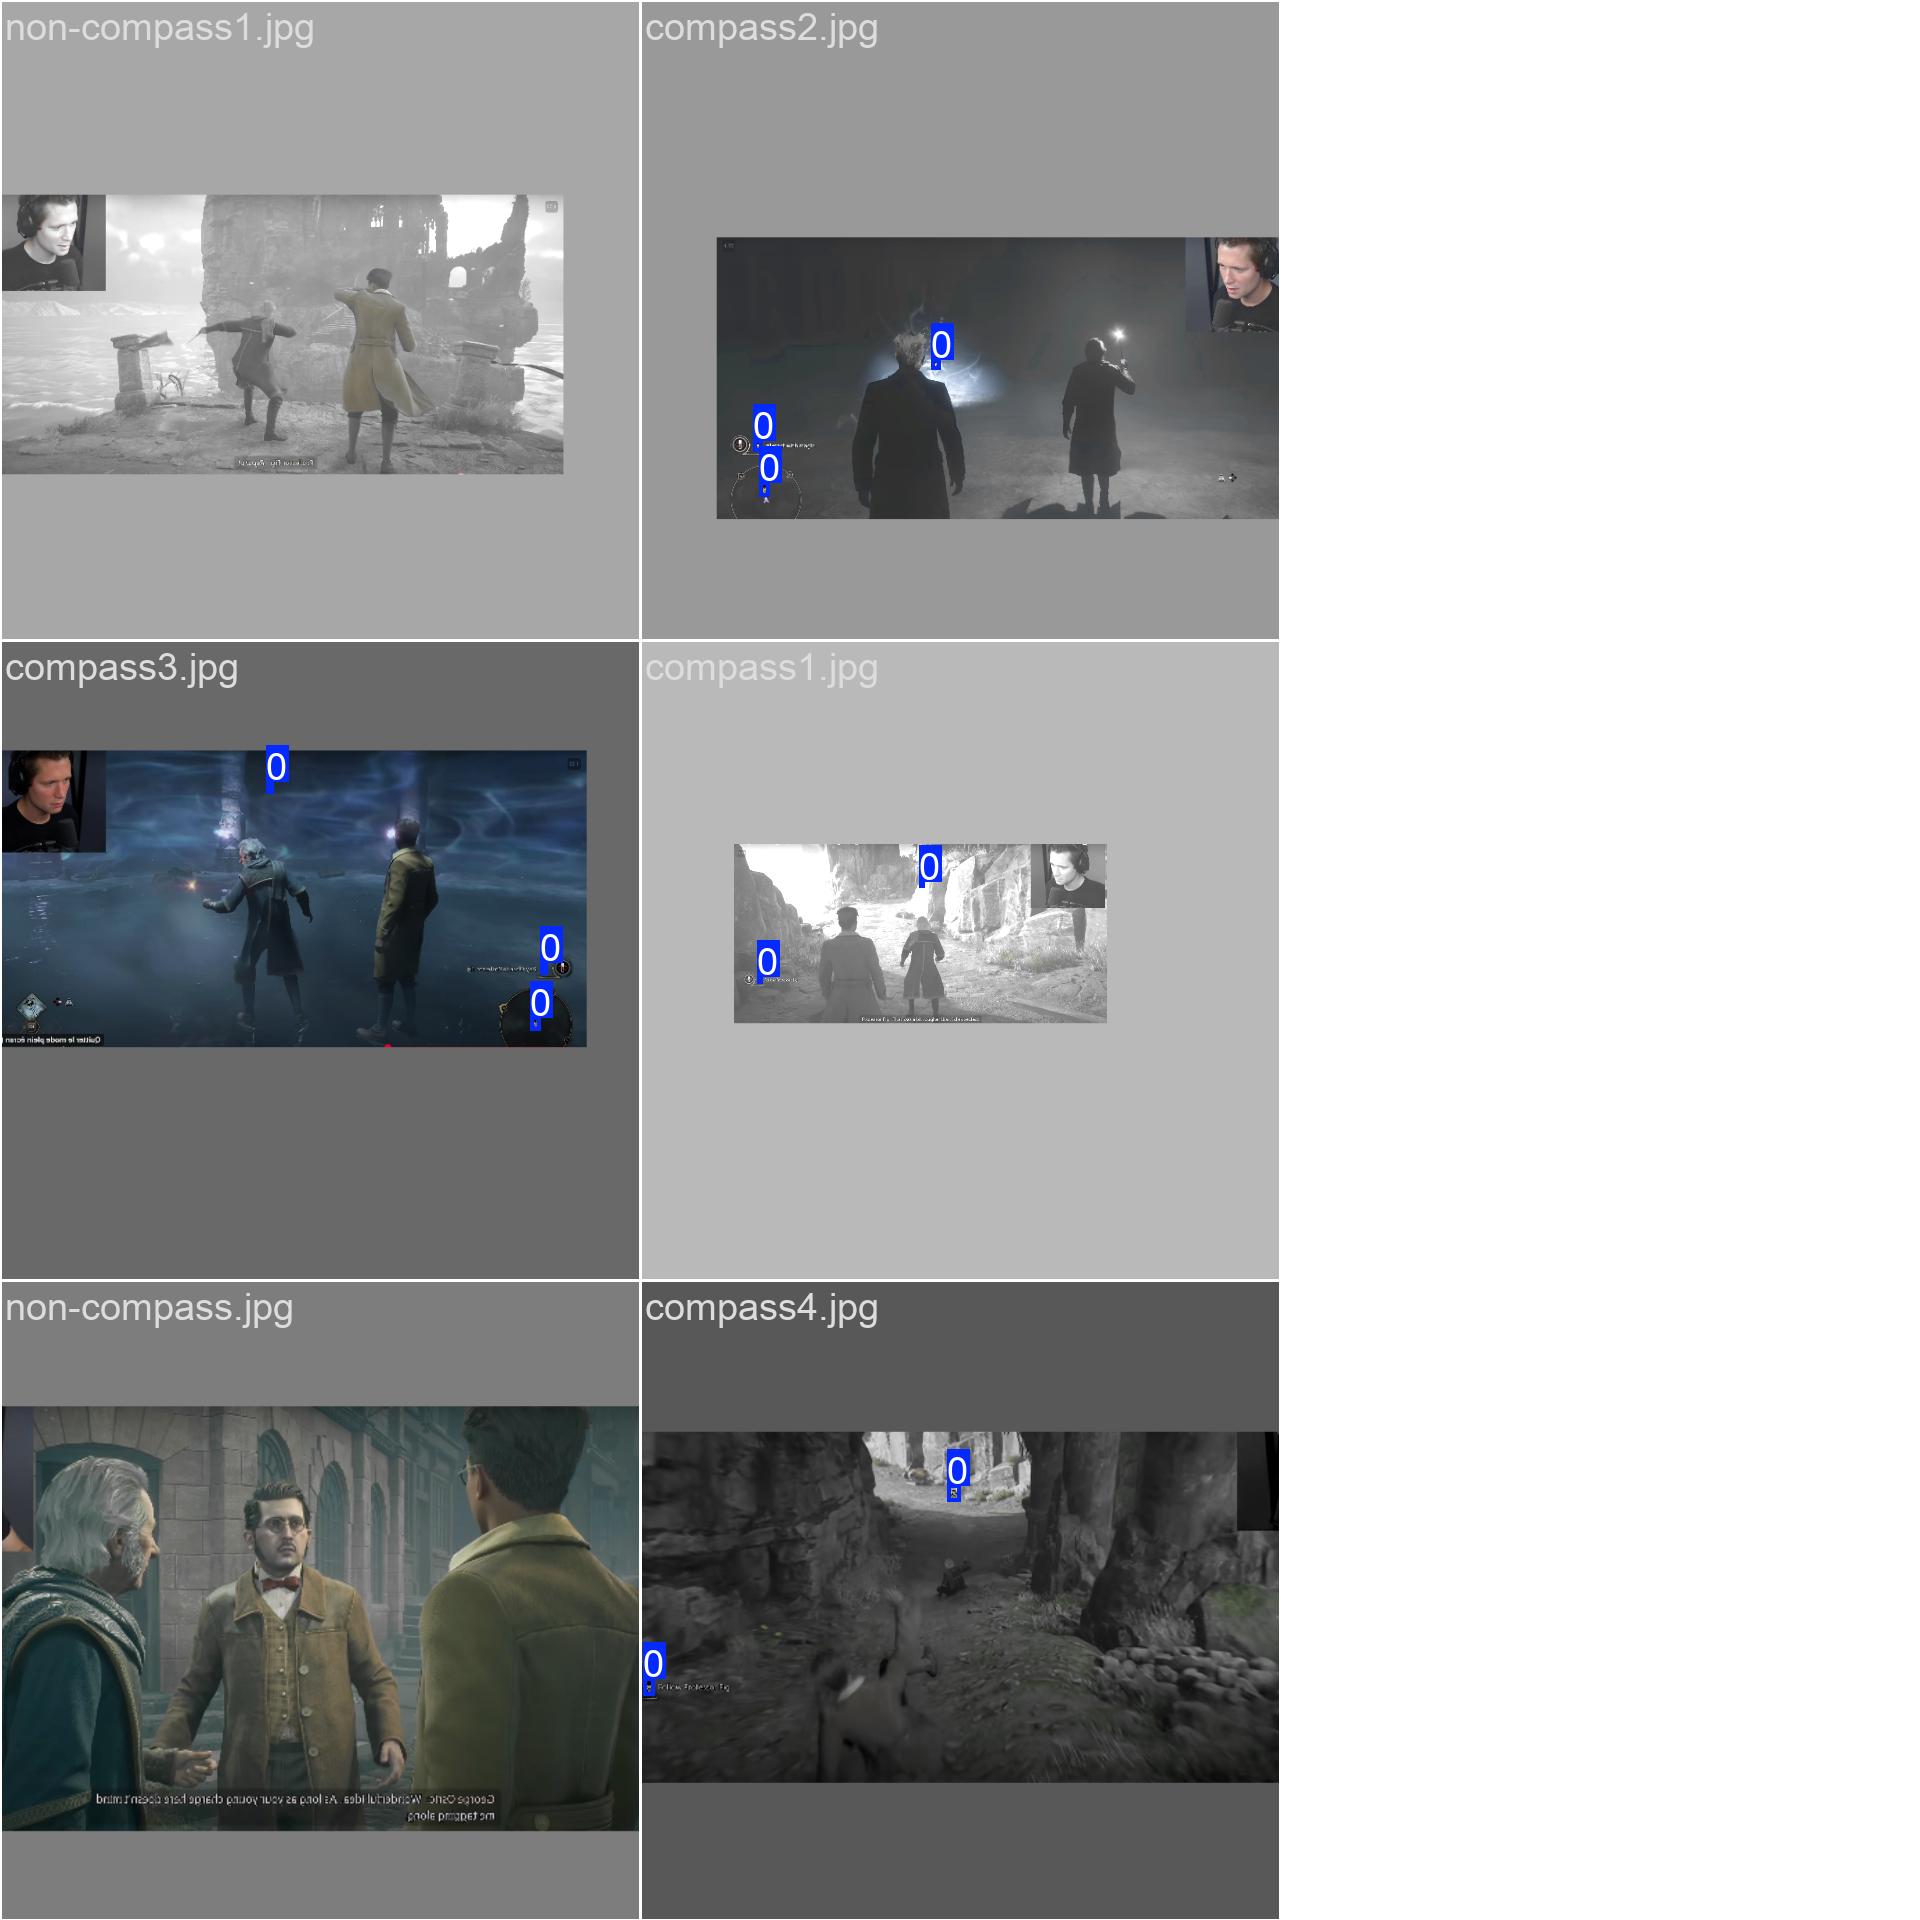 non-compass1.jpg
compass2.jpg
0
0
0
compass3.jpg
0
0
0
Quitter le mode plein écran
compass1.jpg
0
0
non-compass.jpg
George Osric: Wonderful idea. As long as your young charge here doesn't mind
me tagging along
compass4.jpg
0
0
Follow Professor Fig